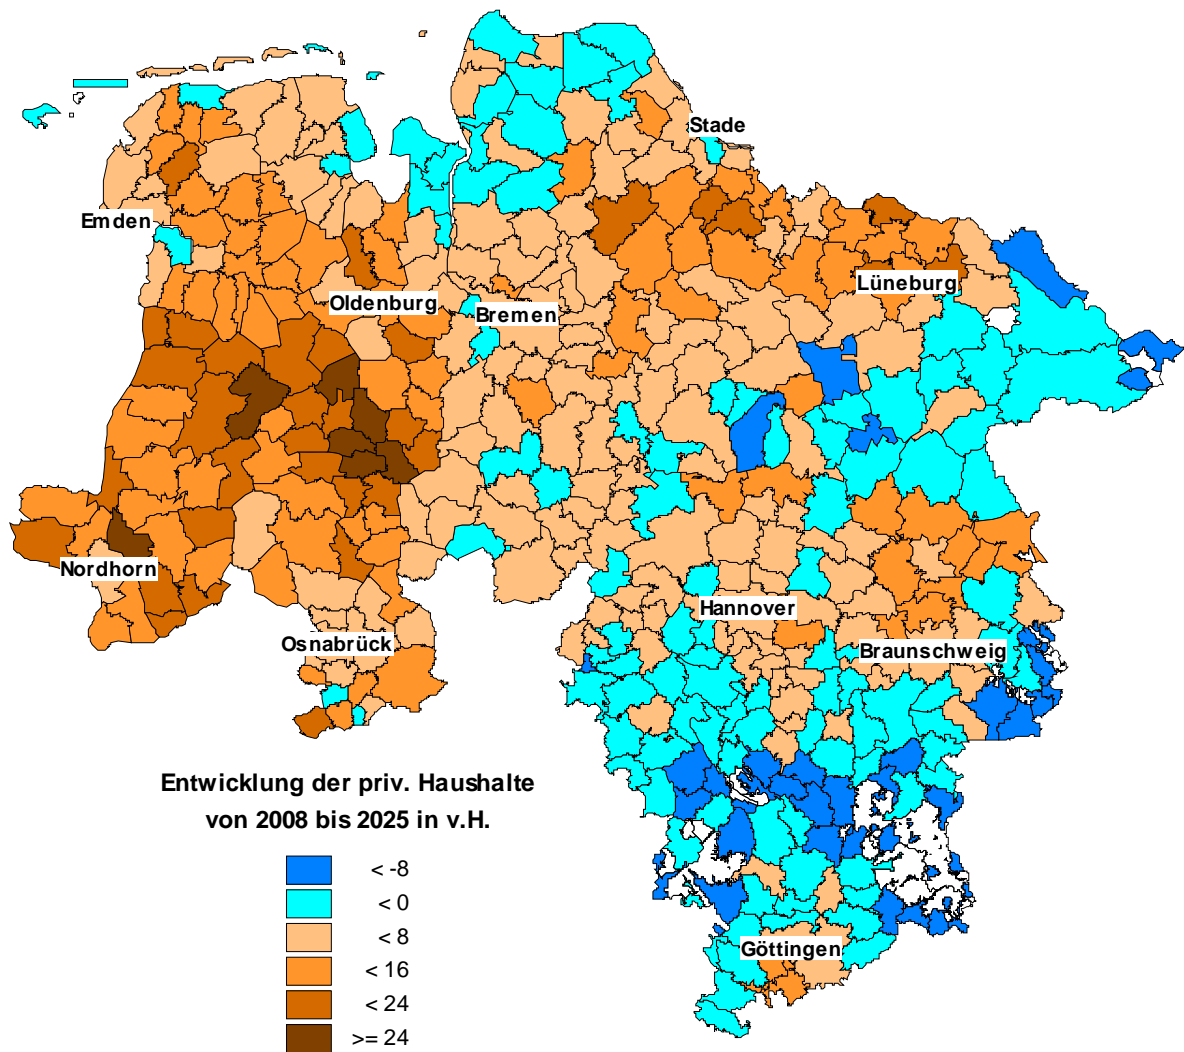 Stade
Emden
Lüneburg
Oldenburg
Bremen
Nordhorn
Hannover
Osnabrück
Braunschweig
Entwicklung der priv. Haushalte
von 2008 bis 2025 in v.H.
< -8
< 0
< 8
Göttingen
< 16
< 24
>= 24